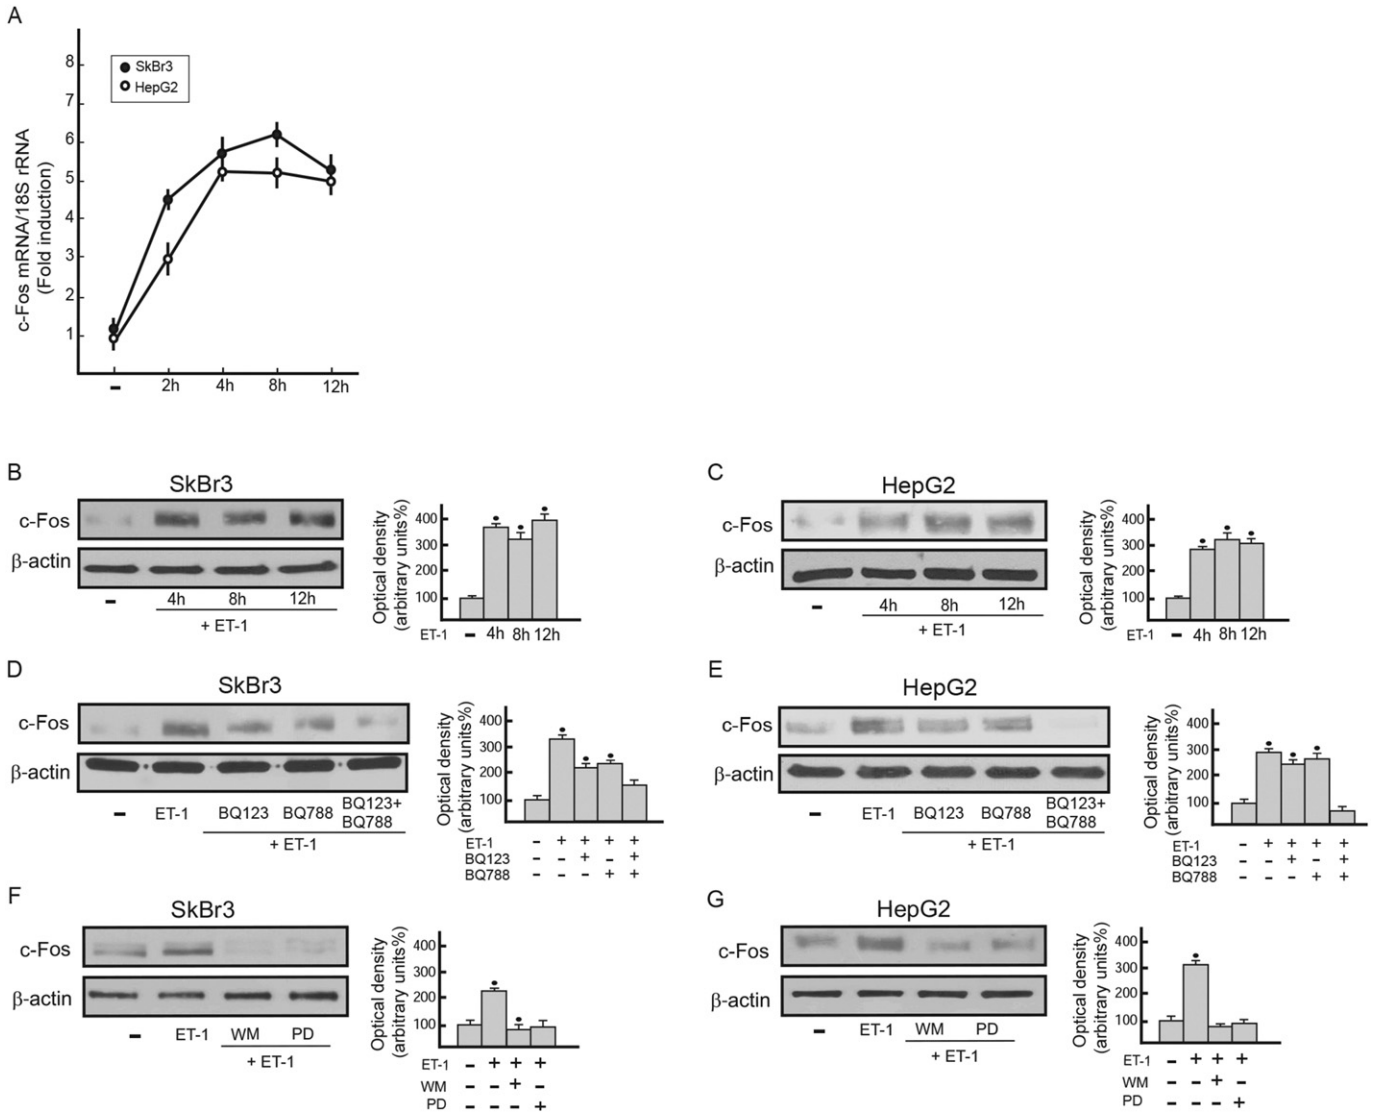 A
8
7
6
5
4
3
2
1
c-Fos mRNA/18S rRNA
(Fold induction)
SkBr3
HepG2
– 2h 4h 8h 12h
B
SkBr3
c-Fos
β-actin
– 4h 8h 12h
+ ET-1
Optical density
(arbitrary units%)
400
300
200
100
ET-1 – 4h 8h 12h
C
HepG2
c-Fos
β-actin
– 4h 8h 12h
+ ET-1
Optical density
(arbitrary units%)
400
300
200
100
ET-1 – 4h 8h 12h
D
SkBr3
c-Fos
β-actin
– ET-1 BQ123 BQ788 BQ123+
BQ788
+ ET-1
Optical density
(arbitrary units%)
400
300
200
100
ET-1 – + + + +
BQ123 – – + – +
BQ788 – – – + +
E
HepG2
c-Fos
β-actin
– ET-1 BQ123 BQ788 BQ123+
BQ788
+ ET-1
Optical density
(arbitrary units%)
400
300
200
100
ET-1 – + + + +
BQ123 – – + – +
BQ788 – – – + +
F
SkBr3
c-Fos
β-actin
– ET-1 WM PD
+ ET-1
Optical density
(arbitrary units%)
400
300
200
100
ET-1 – + + +
WM – – + –
PD – – – +
G
HepG2
c-Fos
β-actin
– ET-1 WM PD
+ ET-1
Optical density
(arbitrary units%)
400
300
200
100
ET-1 – + + +
WM – – + –
PD – – – +